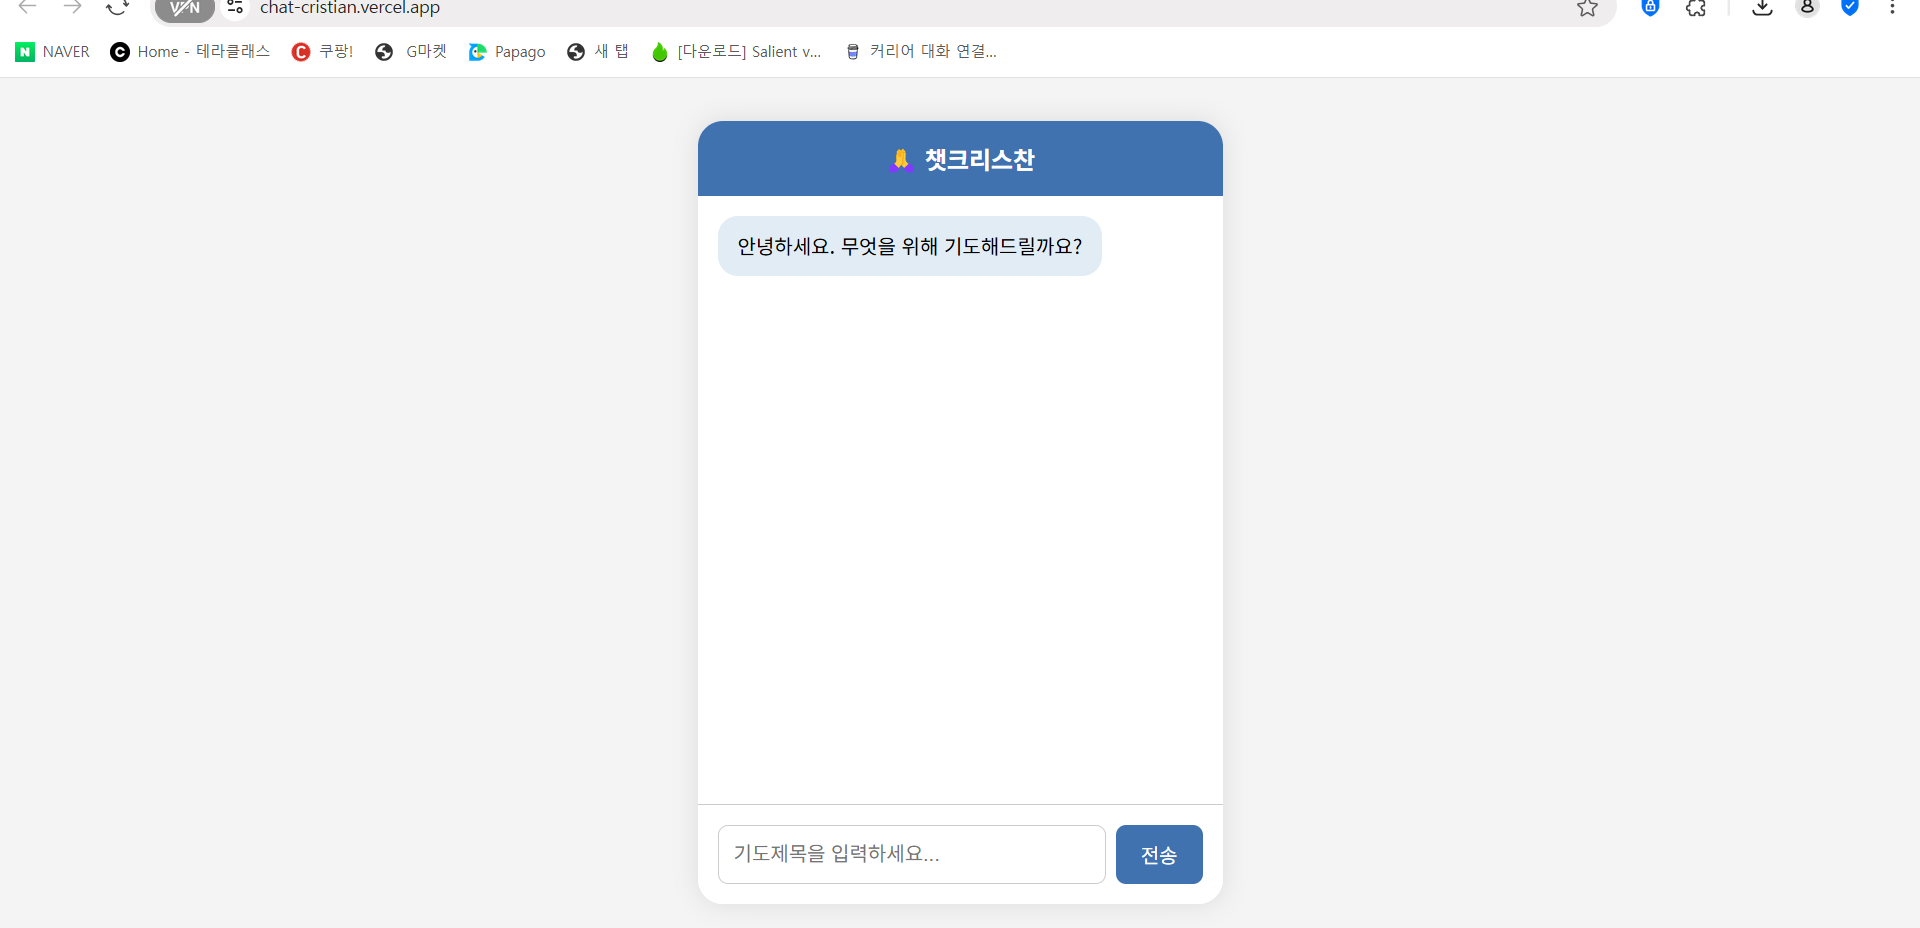 VPN chat-cristian.vercel.app
NAVER Home - 테라클래스 쿠팡! G마켓 Papago 새 탭 [다운로드] Salient v... 커리어 대화 연결...
챗크리스찬
안녕하세요. 무엇을 위해 기도해드릴까요?
기도제목을 입력하세요... 전송